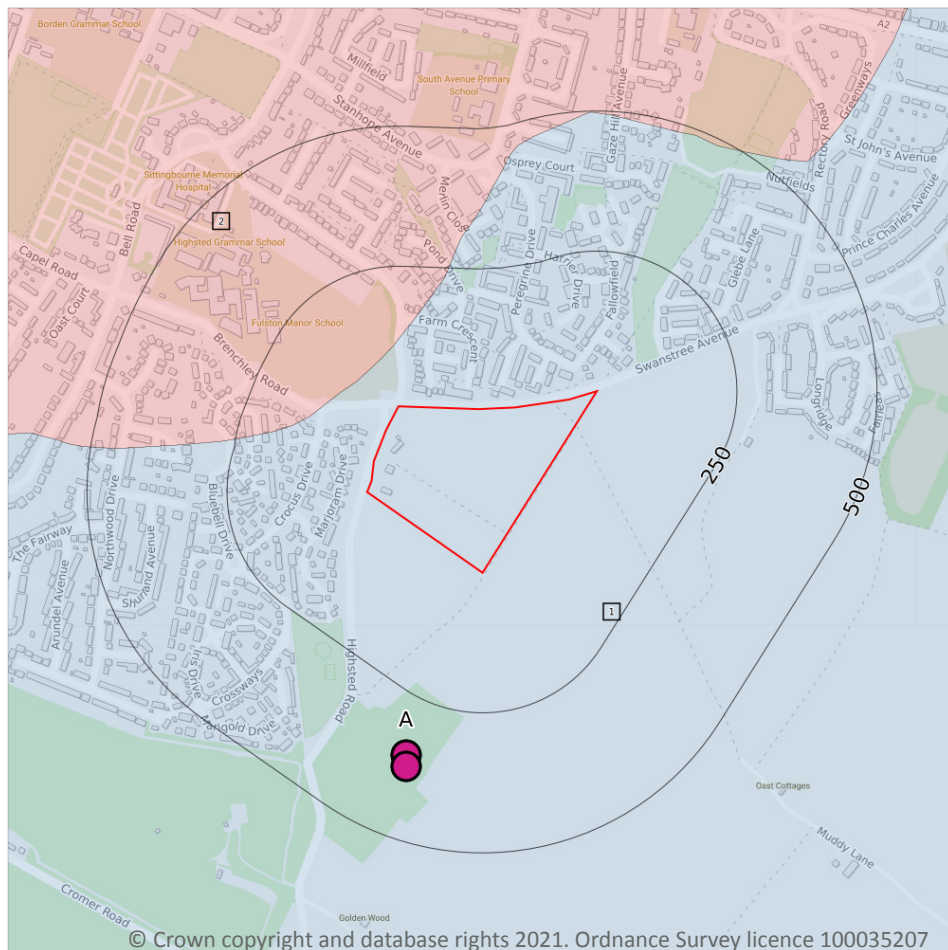 Borden Grammar School
A2
Millfield
South Avenue Primary
School
Stanhope Avenue
Gaze Hill Avenue
Rectory Road
Greenways
St John's Avenue
Osprey Court
Nutfields
Sittingbourne Memorial
Hospital
Menin Close
Bell Road
2
Highsted Grammar School
Pond Drive
Peregrine Drive
Harrier Drive
Fallowfield
Glebe Lane
Prince Charles Avenue
Capel Road
Oast Court
Fulston Manor School
Farm Crescent
Swanstree Avenue
Brenchley Road
Longridge
Fairleas
250
500
Northwood Drive
Bluebell Drive
Crocus Drive
Marjoram Drive
The Fairway
Arundel Avenue
Shurland Avenue
1
Iris Drive
Crossways
Highsted Road
Marigold Drive
A
Oast Cottages
Muddy Lane
Cromer Road
Golden Wood
© Crown copyright and database rights 2021. Ordnance Survey licence 100035207